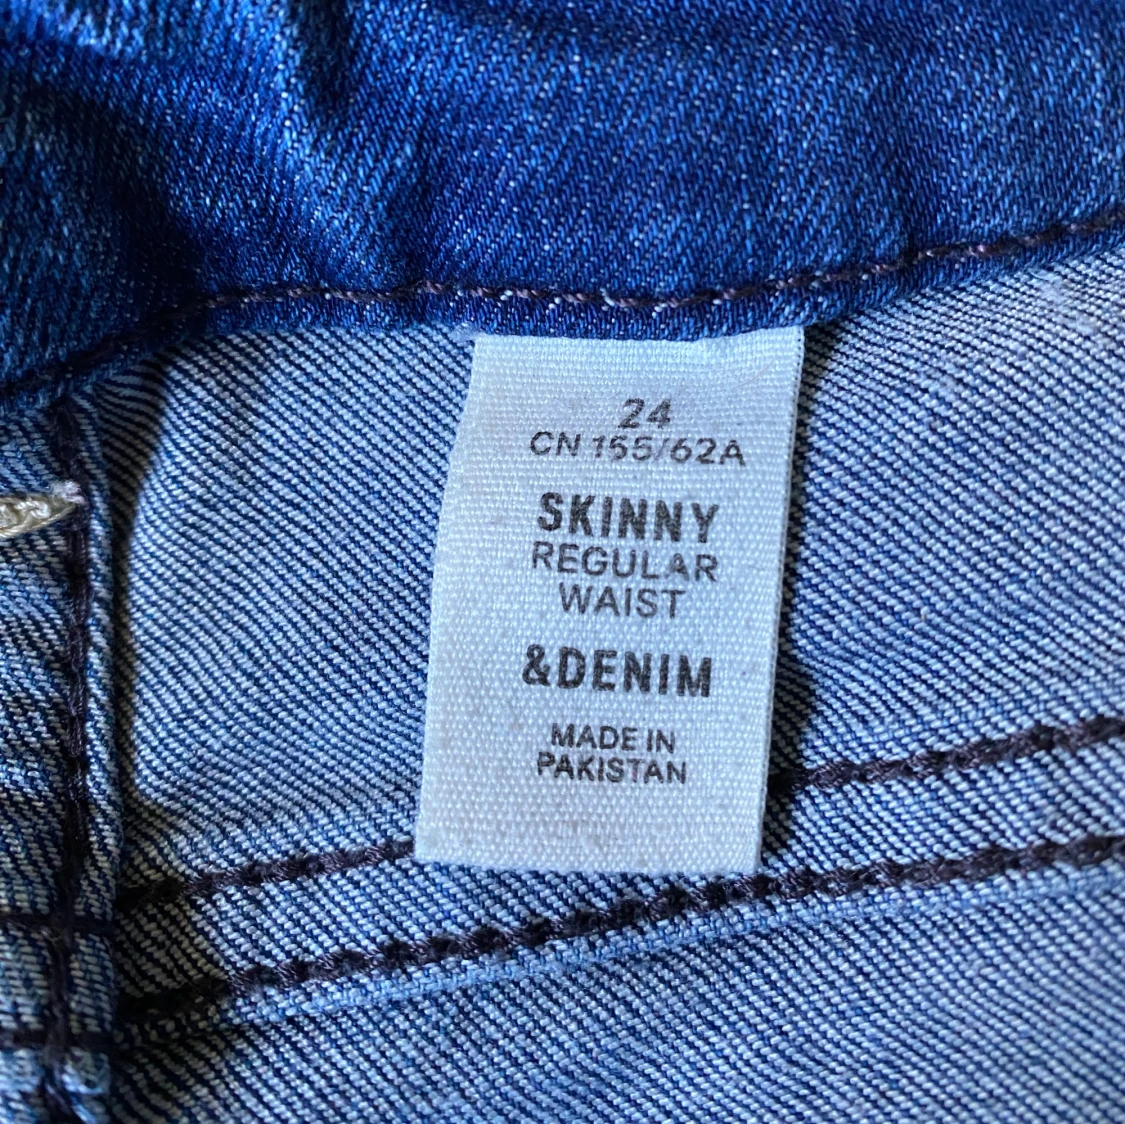 24
CN 155/62A
SKINNY
REGULAR
WAIST
&DENIM
MADE IN
PAKISTAN